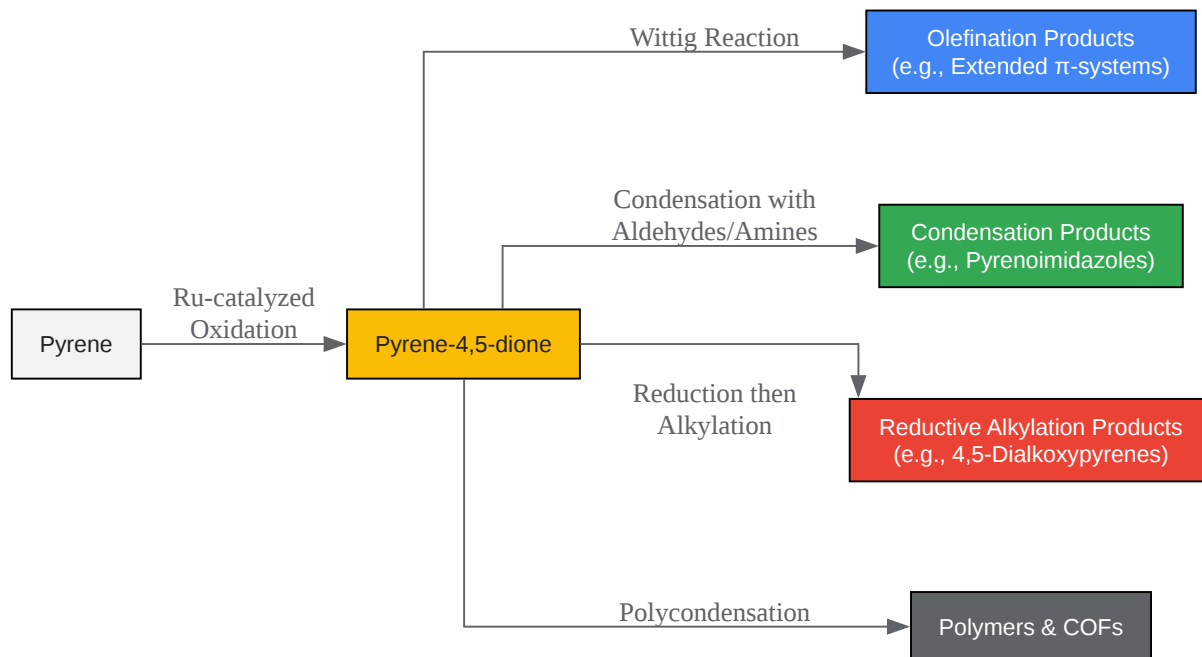 Wittig Reaction
Olefination Products
(e.g., Extended π-systems)
Condensation with
Aldehydes/Amines
Condensation Products
(e.g., Pyrenoimidazoles)
Pyrene
Ru-catalyzed
Oxidation
Pyrene-4,5-dione
Reduction then
Alkylation
Reductive Alkylation Products
(e.g., 4,5-Dialkoxypyrenes)
Polycondensation
Polymers & COFs